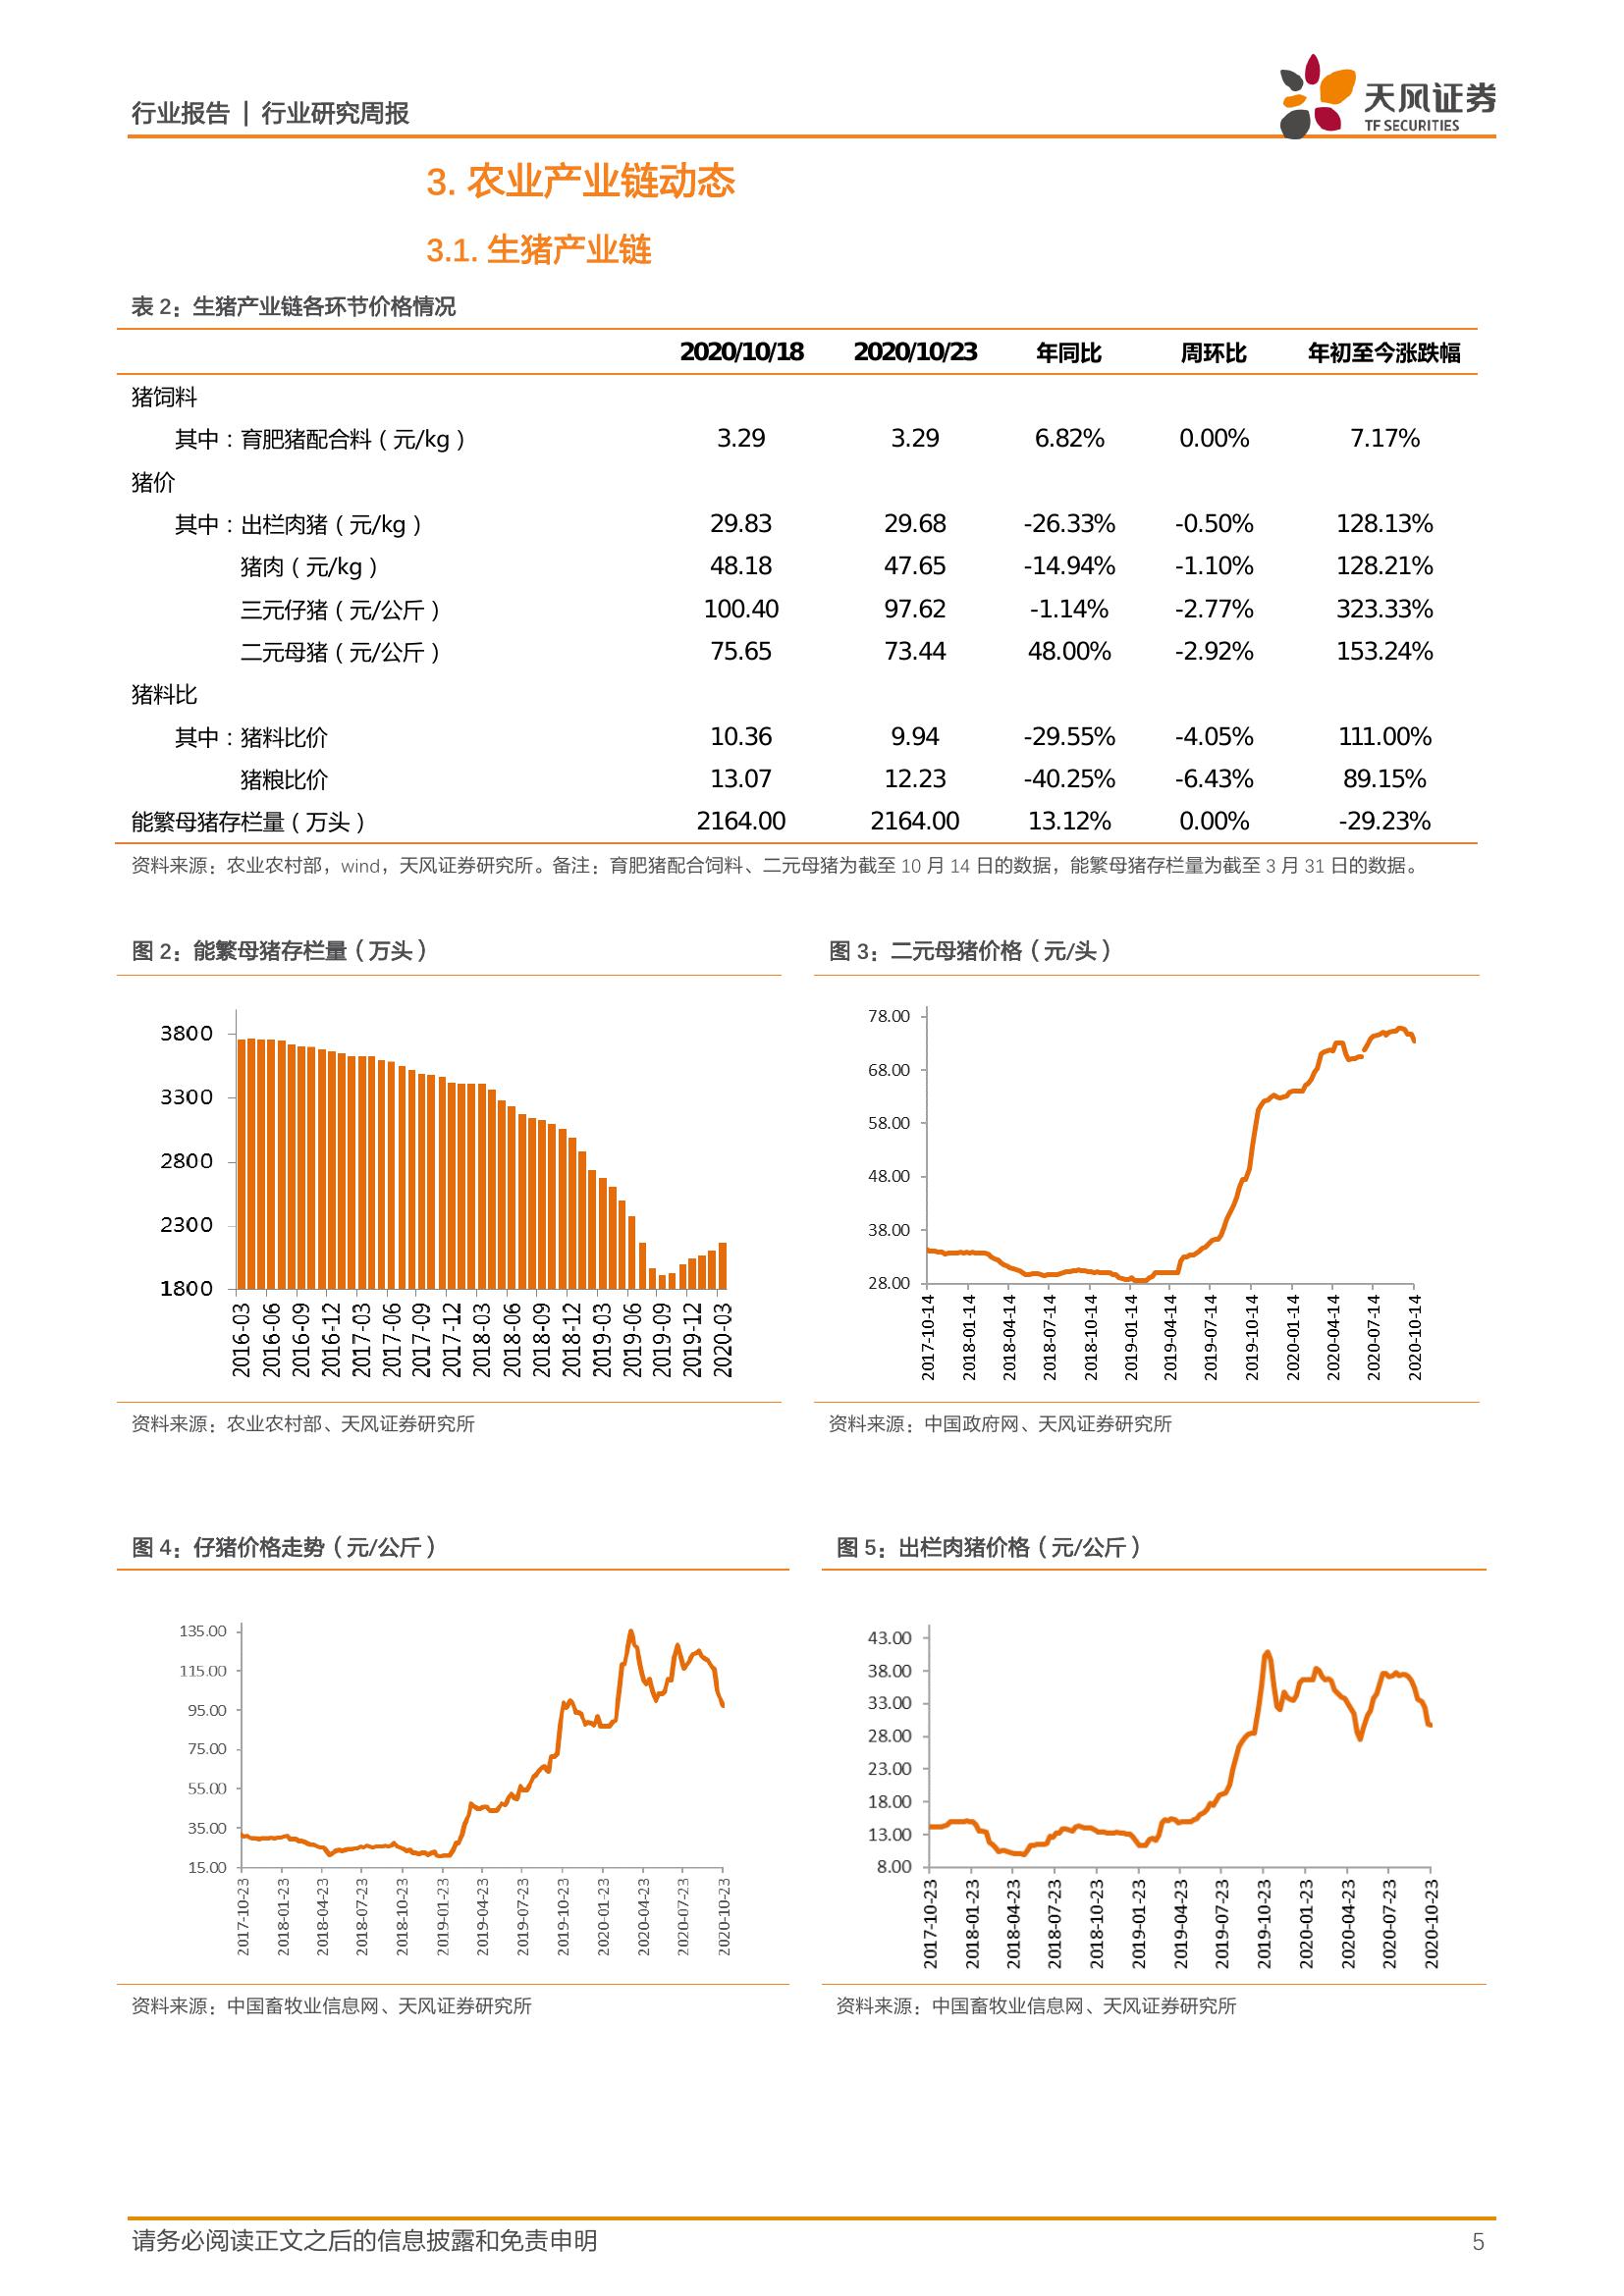 行业报告 | 行业研究周报
天风证券
TF SECURITIES
3. 农业产业链动态
3.1. 生猪产业链
表 2：生猪产业链各环节价格情况
2020/10/18 2020/10/23 年同比 周环比 年初至今涨跌幅
猪饲料
其中：育肥猪配合料（元/kg） 3.29 3.29 6.82% 0.00% 7.17%
猪价
其中：出栏肉猪（元/kg） 29.83 29.68 -26.33% -0.50% 128.13%
猪肉（元/kg） 48.18 47.65 -14.94% -1.10% 128.21%
三元仔猪（元/公斤） 100.40 97.62 -1.14% -2.77% 323.33%
二元母猪（元/公斤） 75.65 73.44 48.00% -2.92% 153.24%
猪料比
其中：猪料比价 10.36 9.94 -29.55% -4.05% 111.00%
猪粮比价 13.07 12.23 -40.25% -6.43% 89.15%
能繁母猪存栏量（万头） 2164.00 2164.00 13.12% 0.00% -29.23%
资料来源：农业农村部，wind，天风证券研究所。备注：育肥猪配合饲料、二元母猪为截至 10 月 14 日的数据，能繁母猪存栏量为截至 3 月 31 日的数据。
图 2：能繁母猪存栏量（万头）
3800
3300
2800
2300
1800
2016-03 2016-06 2016-09 2016-12 2017-03 2017-06 2017-09 2017-12 2018-03 2018-06 2018-09 2018-12 2019-03 2019-06 2019-09 2019-12 2020-03
资料来源：农业农村部、天风证券研究所
图 3：二元母猪价格（元/头）
78.00
68.00
58.00
48.00
38.00
28.00
2017-10-14 2018-01-14 2018-04-14 2018-07-14 2018-10-14 2019-01-14 2019-04-14 2019-07-14 2019-10-14 2020-01-14 2020-04-14 2020-07-14 2020-10-14
资料来源：中国政府网、天风证券研究所
图 4：仔猪价格走势（元/公斤）
135.00
115.00
95.00
75.00
55.00
35.00
15.00
2017-10-23 2018-01-23 2018-04-23 2018-07-23 2018-10-23 2019-01-23 2019-04-23 2019-07-23 2019-10-23 2020-01-23 2020-04-23 2020-07-23 2020-10-23
资料来源：中国畜牧业信息网、天风证券研究所
图 5：出栏肉猪价格（元/公斤）
43.00
38.00
33.00
28.00
23.00
18.00
13.00
8.00
2017-10-23 2018-01-23 2018-04-23 2018-07-23 2018-10-23 2019-01-23 2019-04-23 2019-07-23 2019-10-23 2020-01-23 2020-04-23 2020-07-23 2020-10-23
资料来源：中国畜牧业信息网、天风证券研究所
请务必阅读正文之后的信息披露和免责申明 5